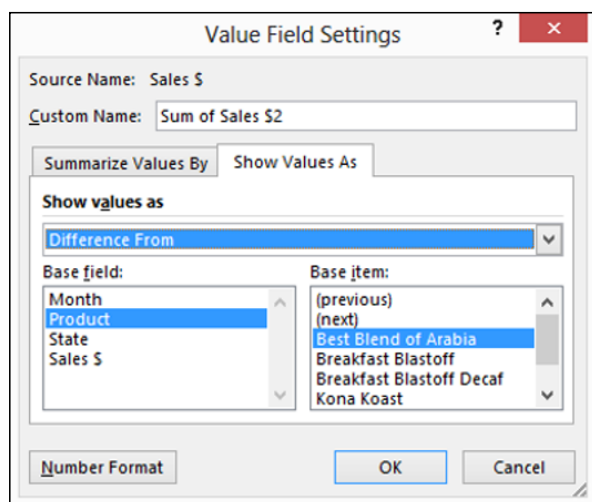 Value Field Settings ? ×
Source Name: Sales $
Custom Name: Sum of Sales $2
Summarize Values By Show Values As
Show values as
Difference From
Base field: Base item:
Month (previous)
Product (next)
State Best Blend of Arabia
Sales $ Breakfast Blastoff
Breakfast Blastoff Decaf
Kona Koast
Number Format OK Cancel